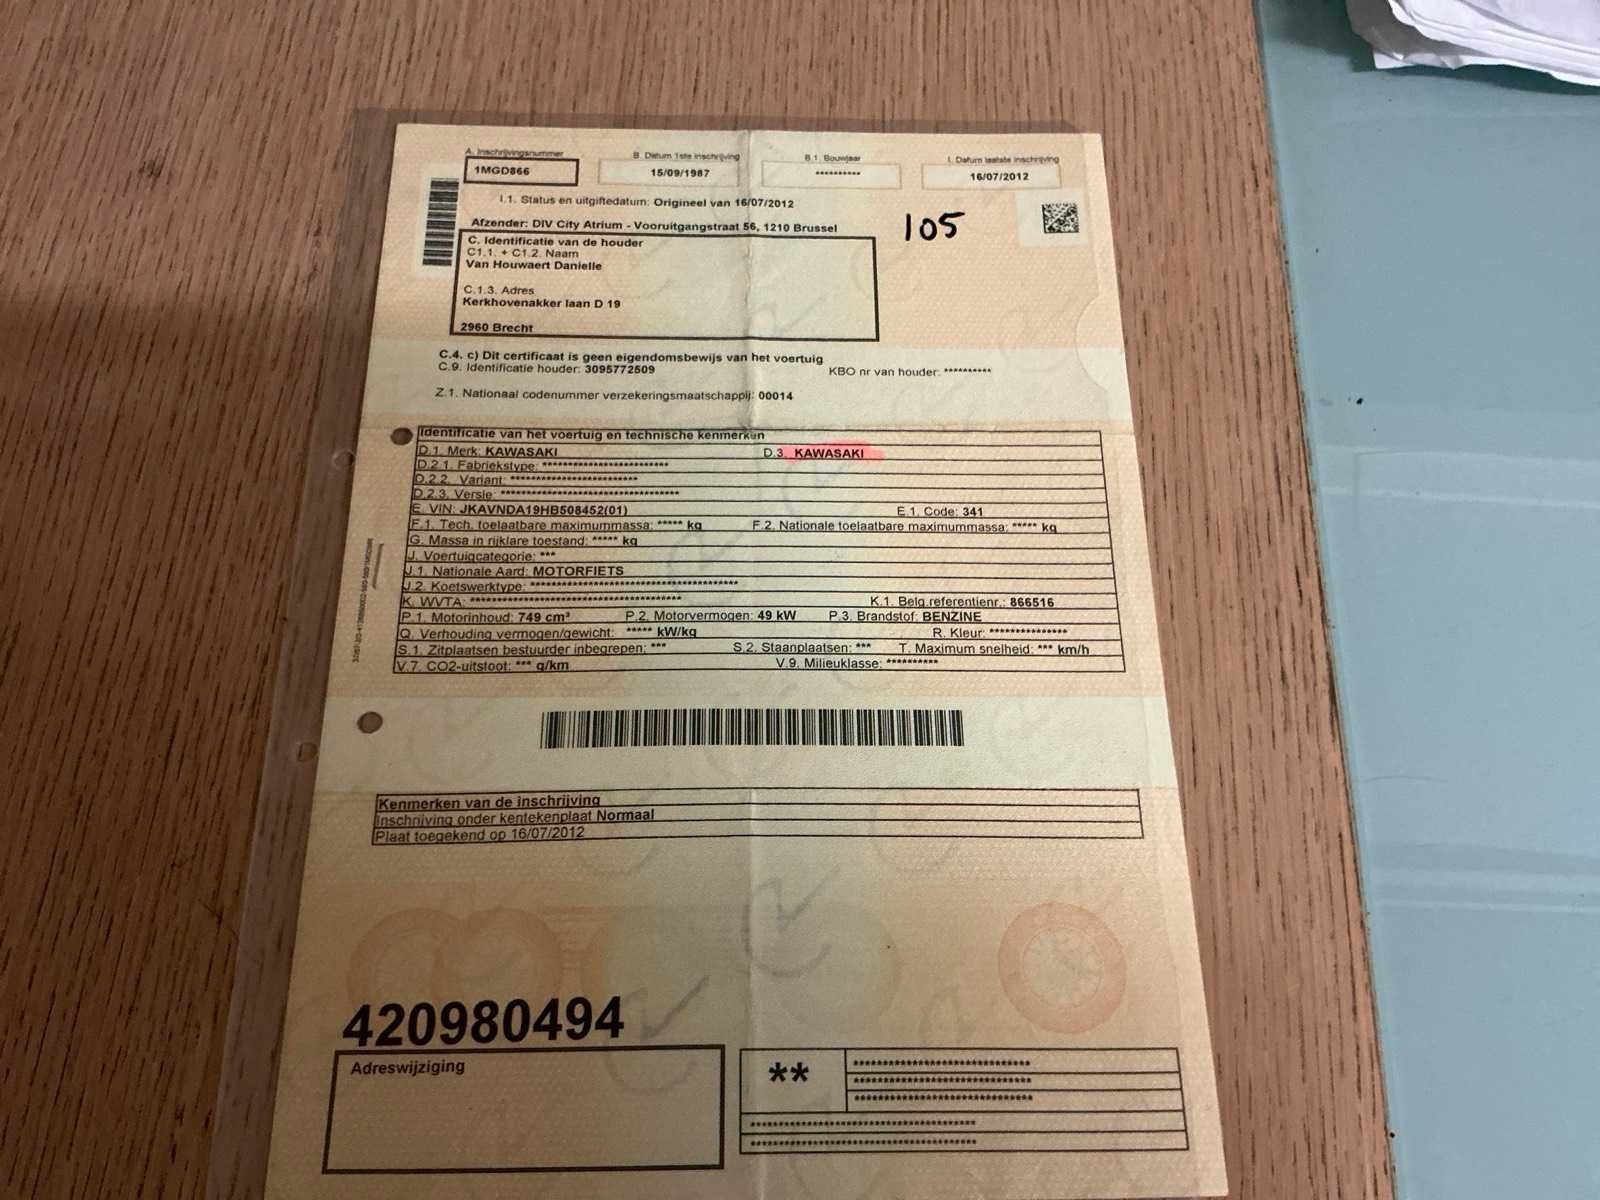 A. Inschrijvingsnummer B. Datum 1ste inschrijving B.1. Bouwjaar I. Datum laatste inschrijving
1MGD866 15/09/1987 ********** 16/07/2012
I.1. Status en uitgiftedatum: Origineel van 16/07/2012
105
Afzender: DIV City Atrium - Vooruitgangstraat 56, 1210 Brussel
C. Identificatie van de houder
C1.1. + C1.2. Naam
Van Houwaert Danielle
C.1.3. Adres
Kerkhovenakker laan D 19
2960 Brecht
C.4. c) Dit certificaat is geen eigendomsbewijs van het voertuig
C.9. Identificatie houder: 3095772509 KBO nr van houder: **********
Z.1. Nationaal codenummer verzekeringsmaatschappij: 00014
Identificatie van het voertuig en technische kenmerken
D.1. Merk: KAWASAKI D.3. KAWASAKI
D.2.1. Fabriekstype: ************************
D.2.2. Variant: ************************
D.2.3. Versie: ***********************************
E. VIN: JKAVNDA19HB508452(01) E.1. Code: 341
F.1. Tech. toelaatbare maximummassa: ***** kg F.2. Nationale toelaatbare maximummassa: ***** kg
G. Massa in rijklare toestand: ***** kg
J. Voertuigcategorie: ***
J.1. Nationale Aard: MOTORFIETS
J.2. Koetswerktype: ****************************************
K. WVTA: **************************************** K.1. Belg.referentienr.: 866516
P.1. Motorinhoud: 749 cm³ P.2. Motorvermogen: 49 kW P.3. Brandstof: BENZINE
Q. Verhouding vermogen/gewicht: ***** kW/kg R. Kleur: ***************
S.1. Zitplaatsen bestuurder inbegrepen: *** S.2. Staanplaatsen: *** T. Maximum snelheid: *** km/h
V.7. CO2-uitstoot: *** g/km V.9. Milieuklasse: **********
Kenmerken van de inschrijving
Inschrijving onder kentekenplaat Normaal
Plaat toegekend op 16/07/2012
420980494
Adreswijziging
** **********************************
**********************************
**********************************
*******************************************
*******************************************